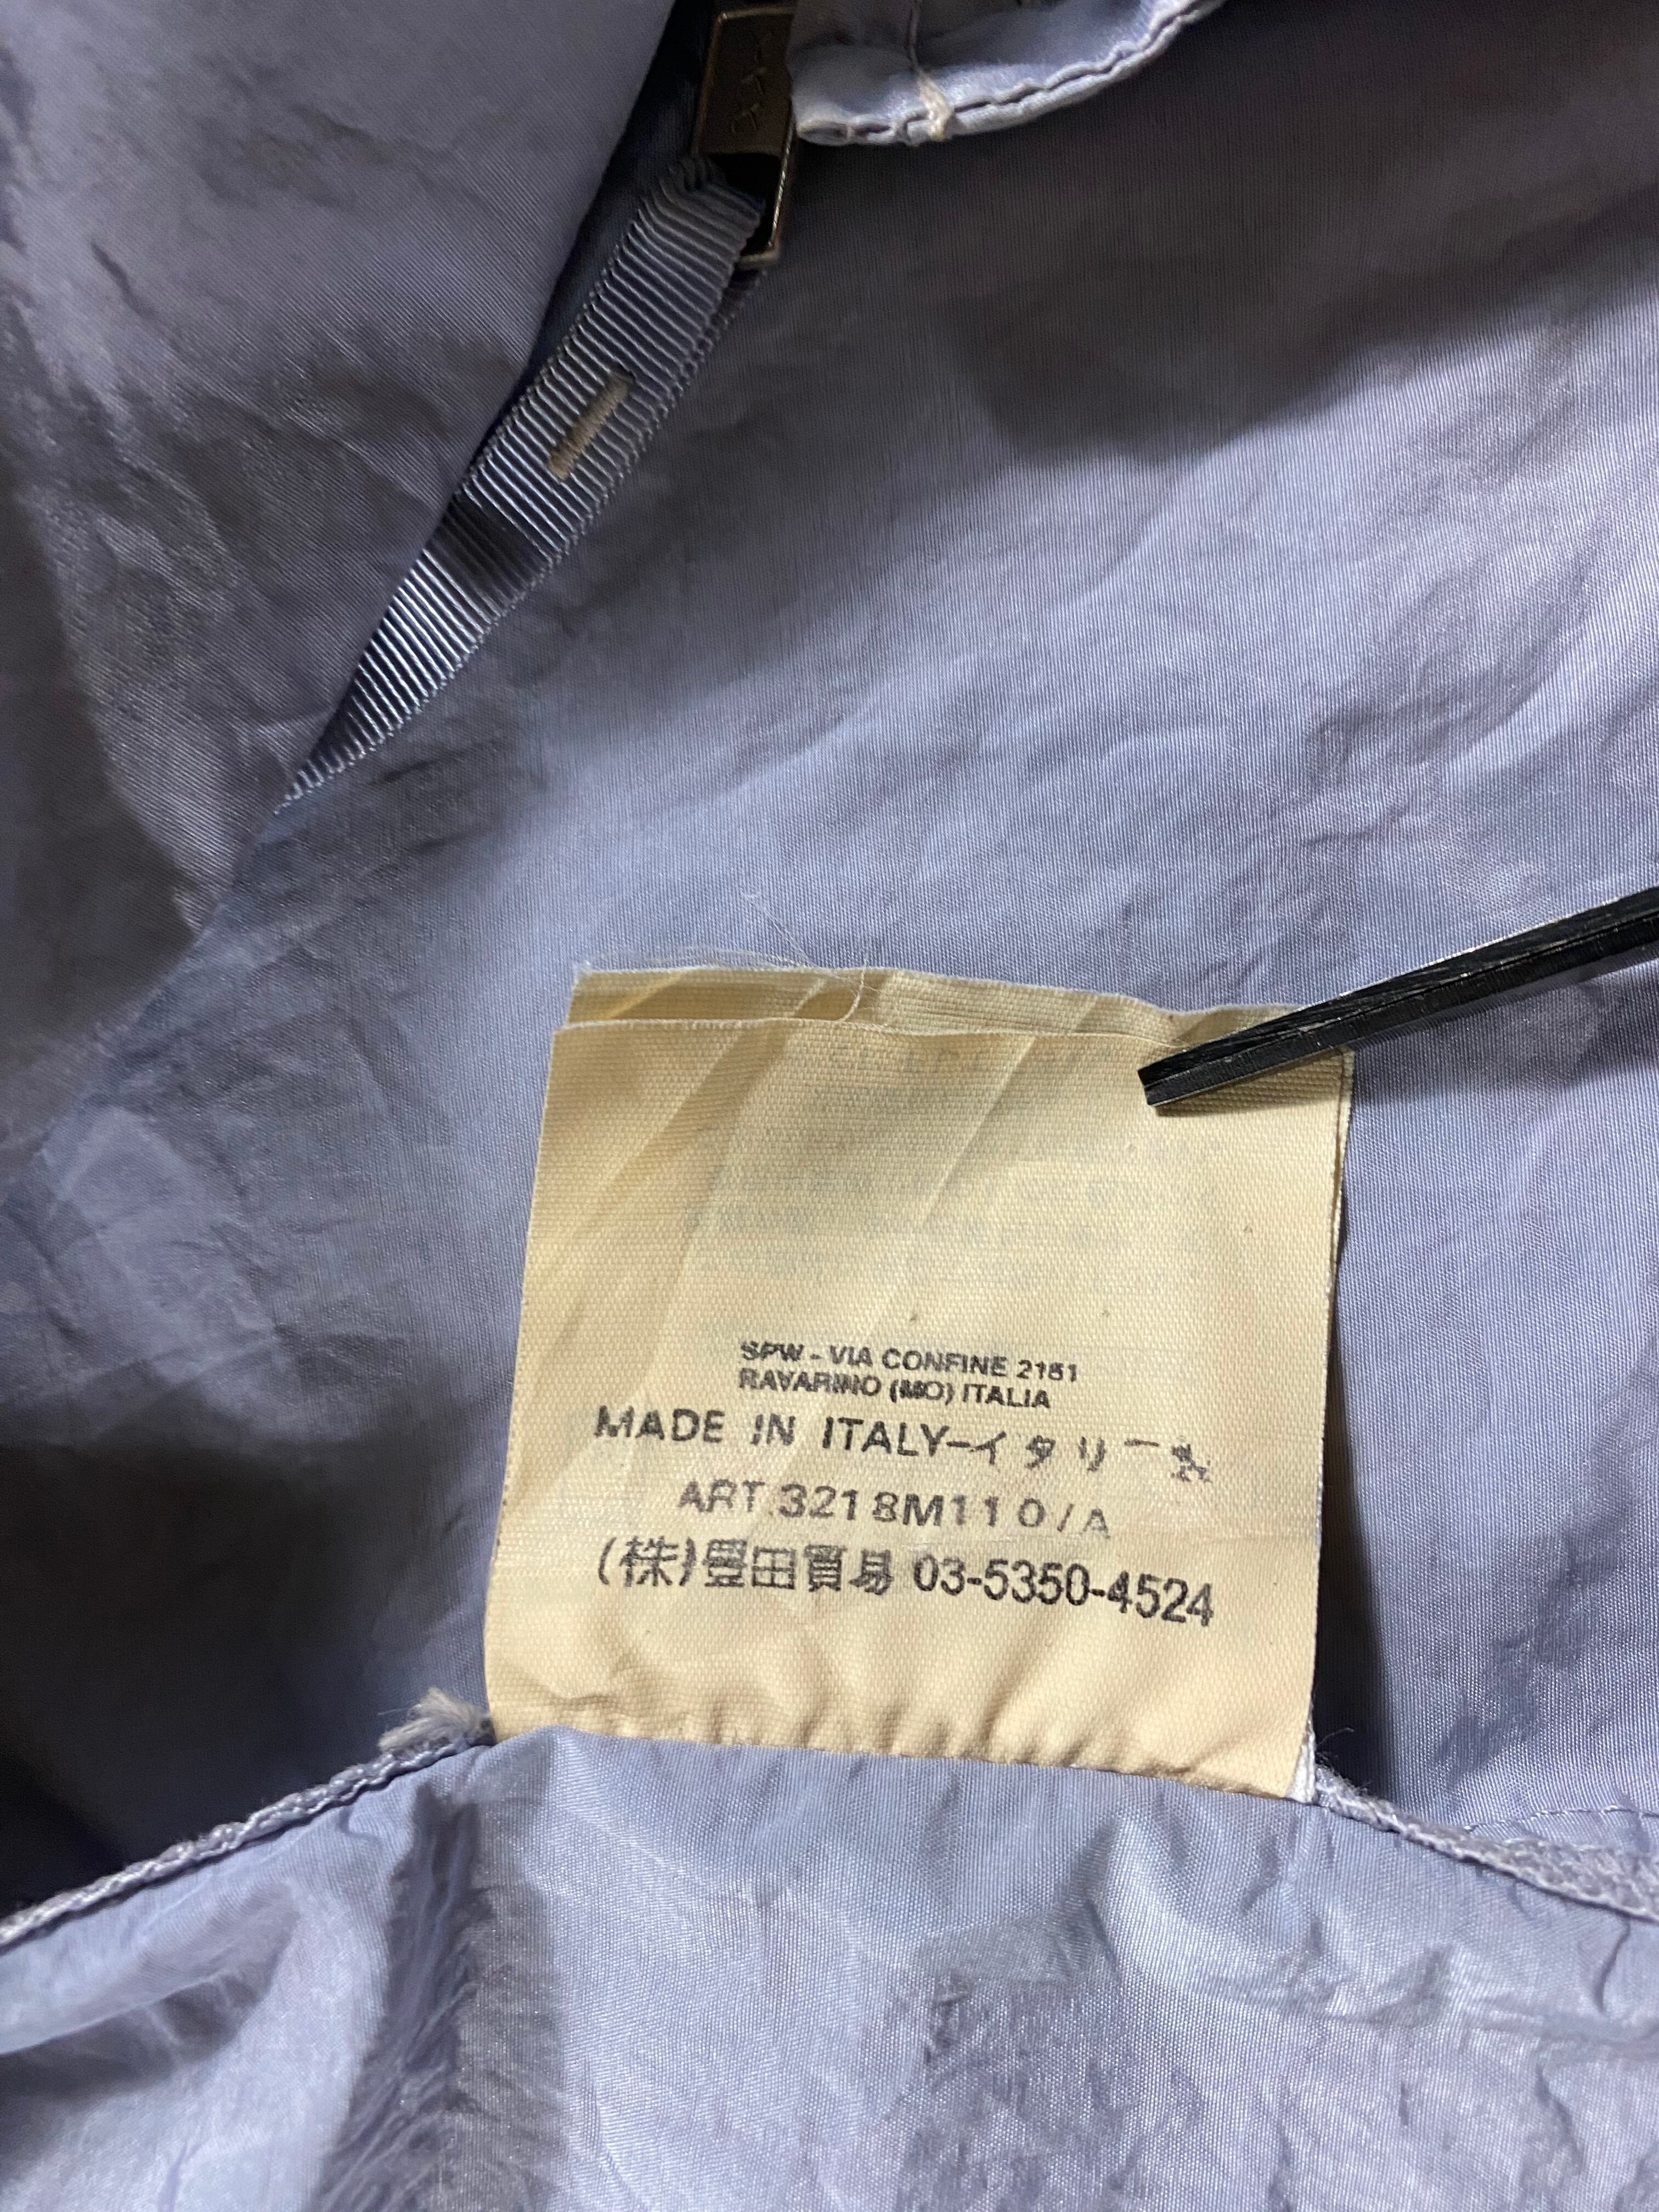 SPW - VIA CONFINE 2161
RAVARINO (MO) ITALIA
MADE IN ITALY-イタリー製
ART.3218M110/A
(株)豊田貿易 03-5350-4524